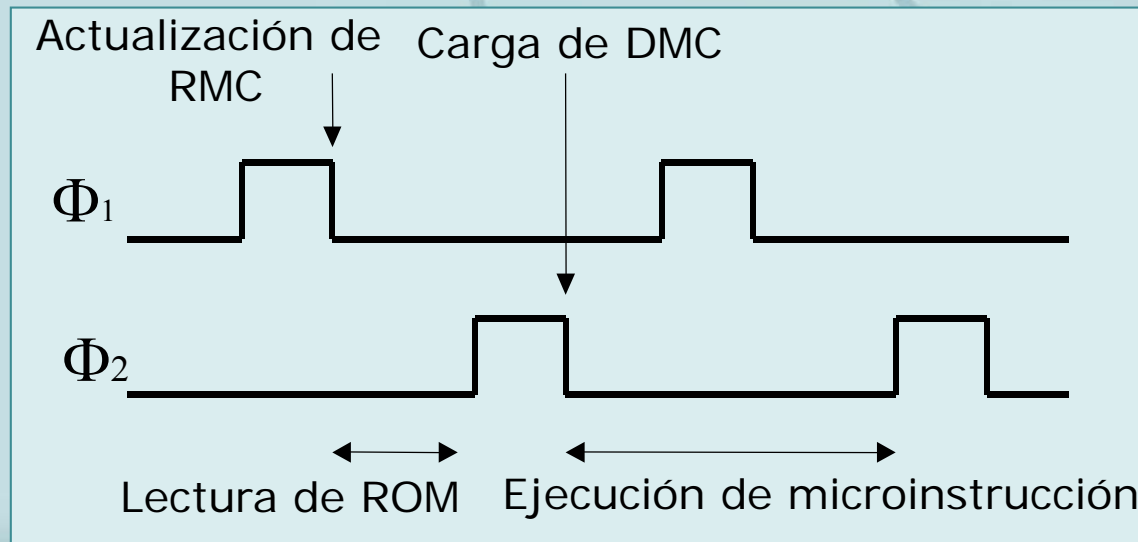 Actualización de
RMC
Carga de DMC
Φ1
Φ2
Lectura de ROM
Ejecución de microinstrucción